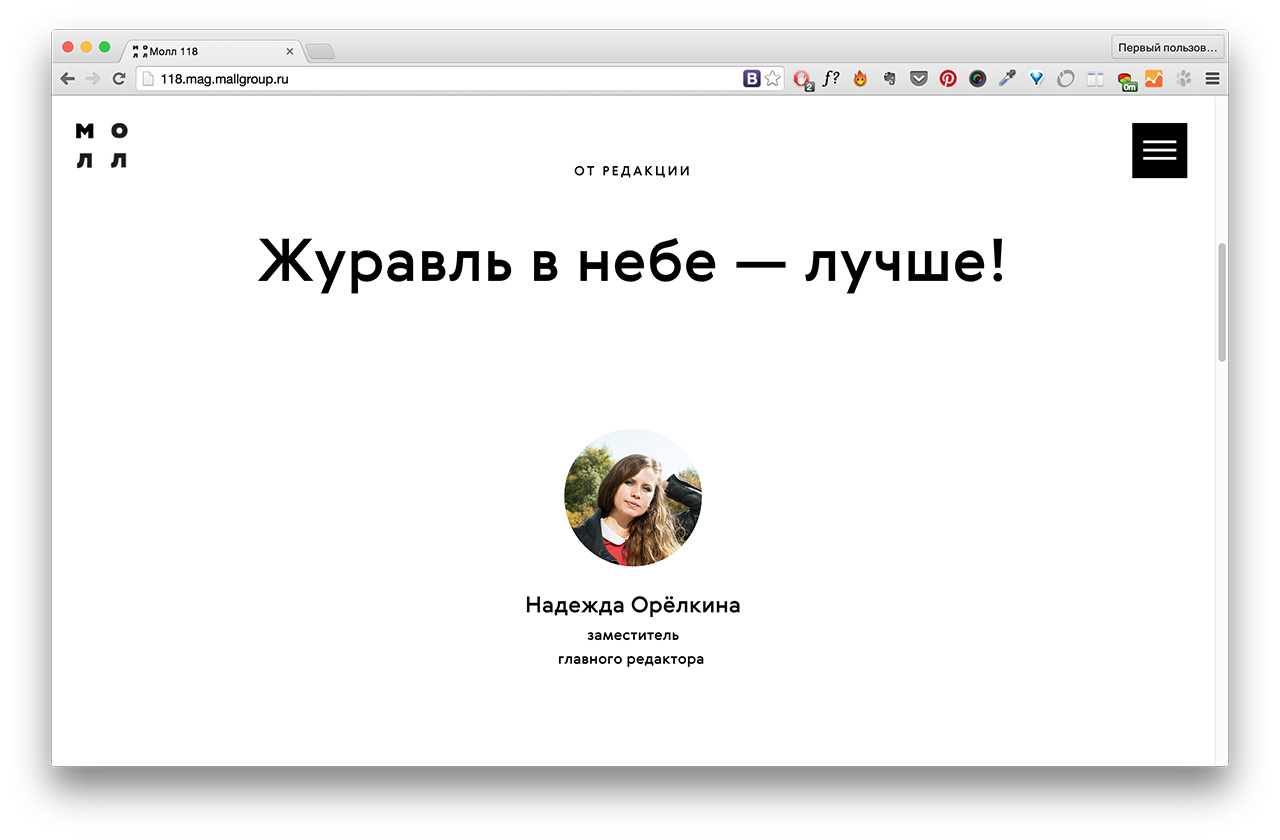 Молл 118
Первый пользов...
118.mag.mallgroup.ru
B
f?
2
0m
М О
Л Л
ОТ РЕДАКЦИИ
Журавль в небе — лучше!
Надежда Орёлкина
заместитель
главного редактора